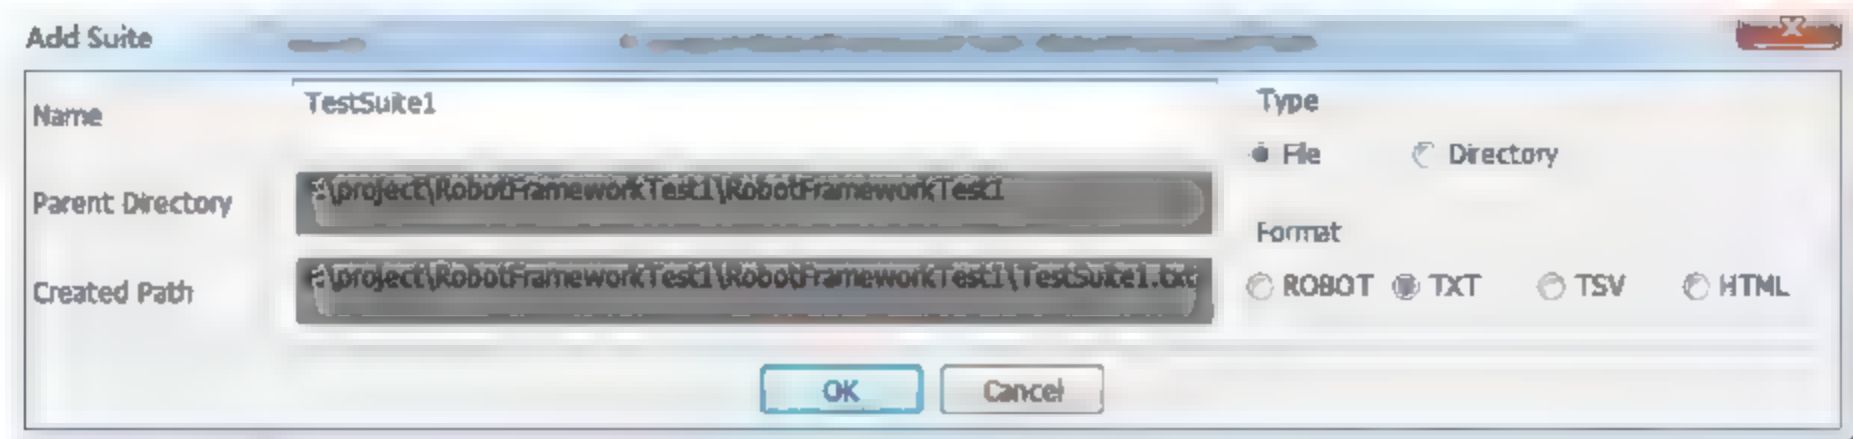 Add Suite
Name
TestSuite1
Type
File
Directory
Parent Directory
:\project\RobotFrameworkTest1\RobotFrameworkTest1
Format
Created Path
:\project\RobotFrameworkTest1\RobotFrameworkTest1\TestSuite1.txt
ROBOT
TXT
TSV
HTML
OK
Cancel